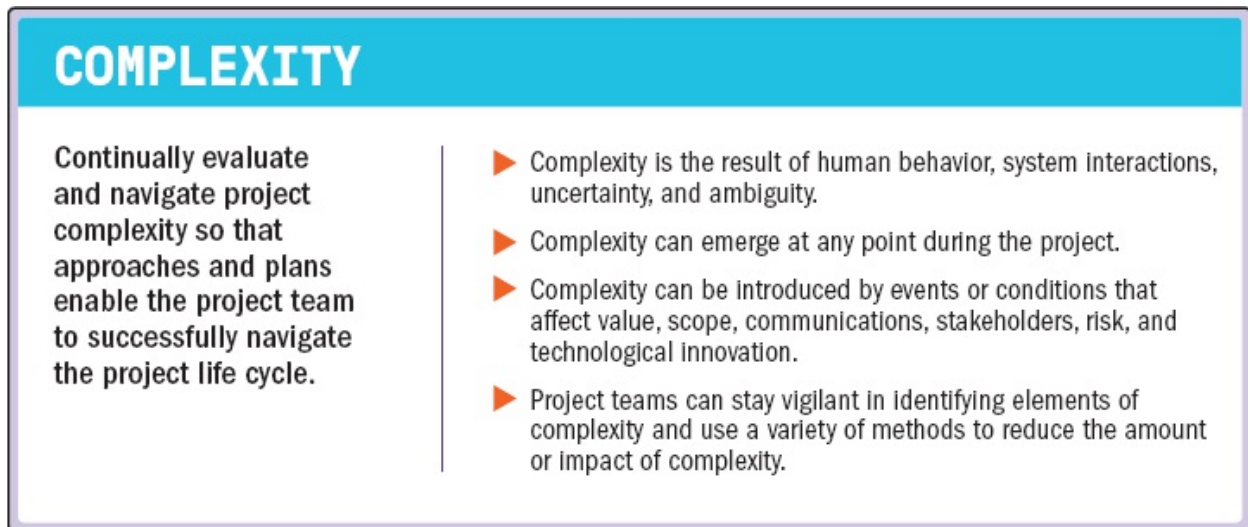 COMPLEXITY
Continually evaluate
and navigate project
complexity so that
approaches and plans
enable the project team
to successfully navigate
the project life cycle.
▶ Complexity is the result of human behavior, system interactions,
uncertainty, and ambiguity.
▶ Complexity can emerge at any point during the project.
▶ Complexity can be introduced by events or conditions that
affect value, scope, communications, stakeholders, risk, and
technological innovation.
▶ Project teams can stay vigilant in identifying elements of
complexity and use a variety of methods to reduce the amount
or impact of complexity.